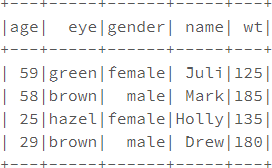 +---+-----+------+-----+---+
|age|  eye|gender| name| wt|
+---+-----+------+-----+---+
| 59|green|female| Juli|125|
| 58|brown|  male| Mark|185|
| 25|hazel|female|Holly|135|
| 29|brown|  male| Drew|180|
+---+-----+------+-----+---+